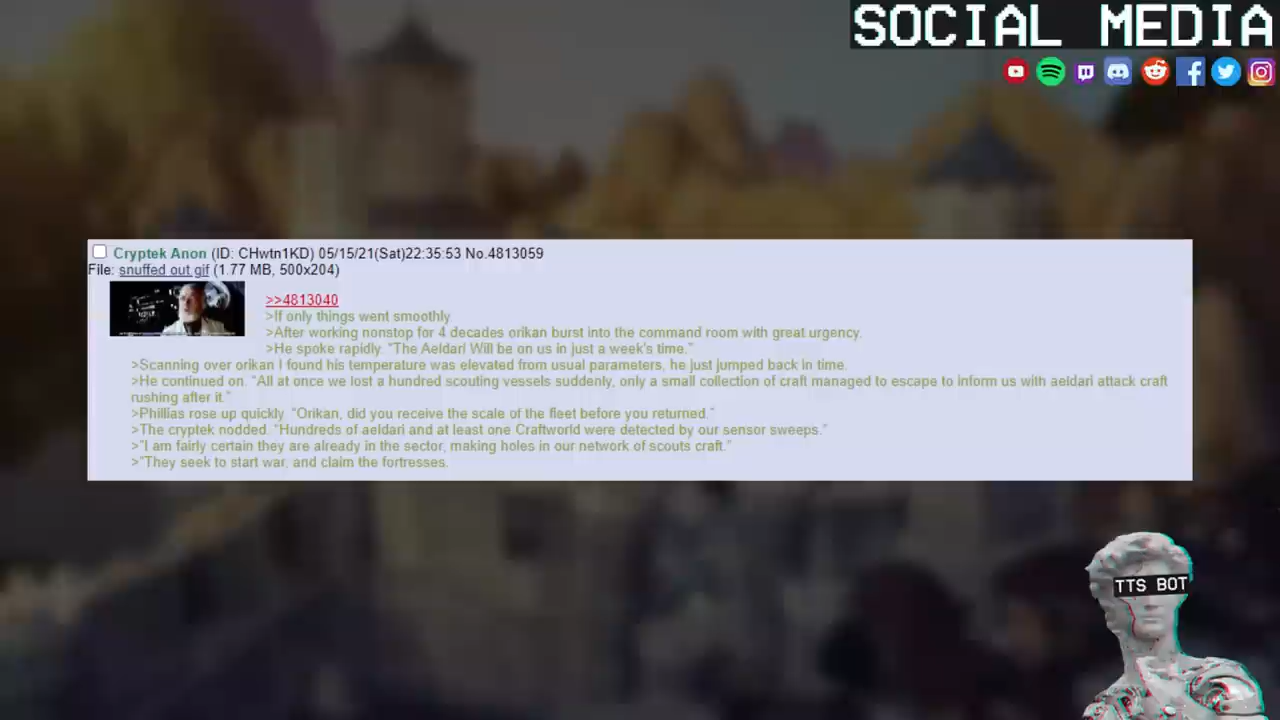 SOCIAL MEDIA
Cryptek Anon (ID: CHwtn1KD) 05/15/21(Sat)22:35:53 No.4813059
File: snuffed out.gif (1.77 MB, 500x204)
>>4813040
>If only things went smoothly
>After working nonstop for 4 decades orikan burst into the command room with great urgency.
>He spoke rapidly. "The Aeldari Will be on us in just a week's time."
>Scanning over orikan I found his temperature was elevated from usual parameters, he just jumped back in time.
>He continued on. "All at once we lost a hundred scouting vessels suddenly, only a small collection of craft managed to escape to inform us with aeldari attack craft
rushing after it."
>Phillias rose up quickly. "Orikan, did you receive the scale of the fleet before you returned."
>The cryptek nodded. "Hundreds of aeldari and at least one Craftworld were detected by our sensor sweeps."
>"I am fairly certain they are already in the sector, making holes in our network of scouts craft."
>"They seek to start war, and claim the fortresses.
TTS BOT